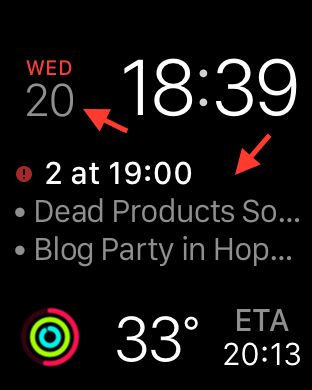 WED
20
18:39
2 at 19:00
• Dead Products So...
• Blog Party in Hop...
33°
ETA
20:13